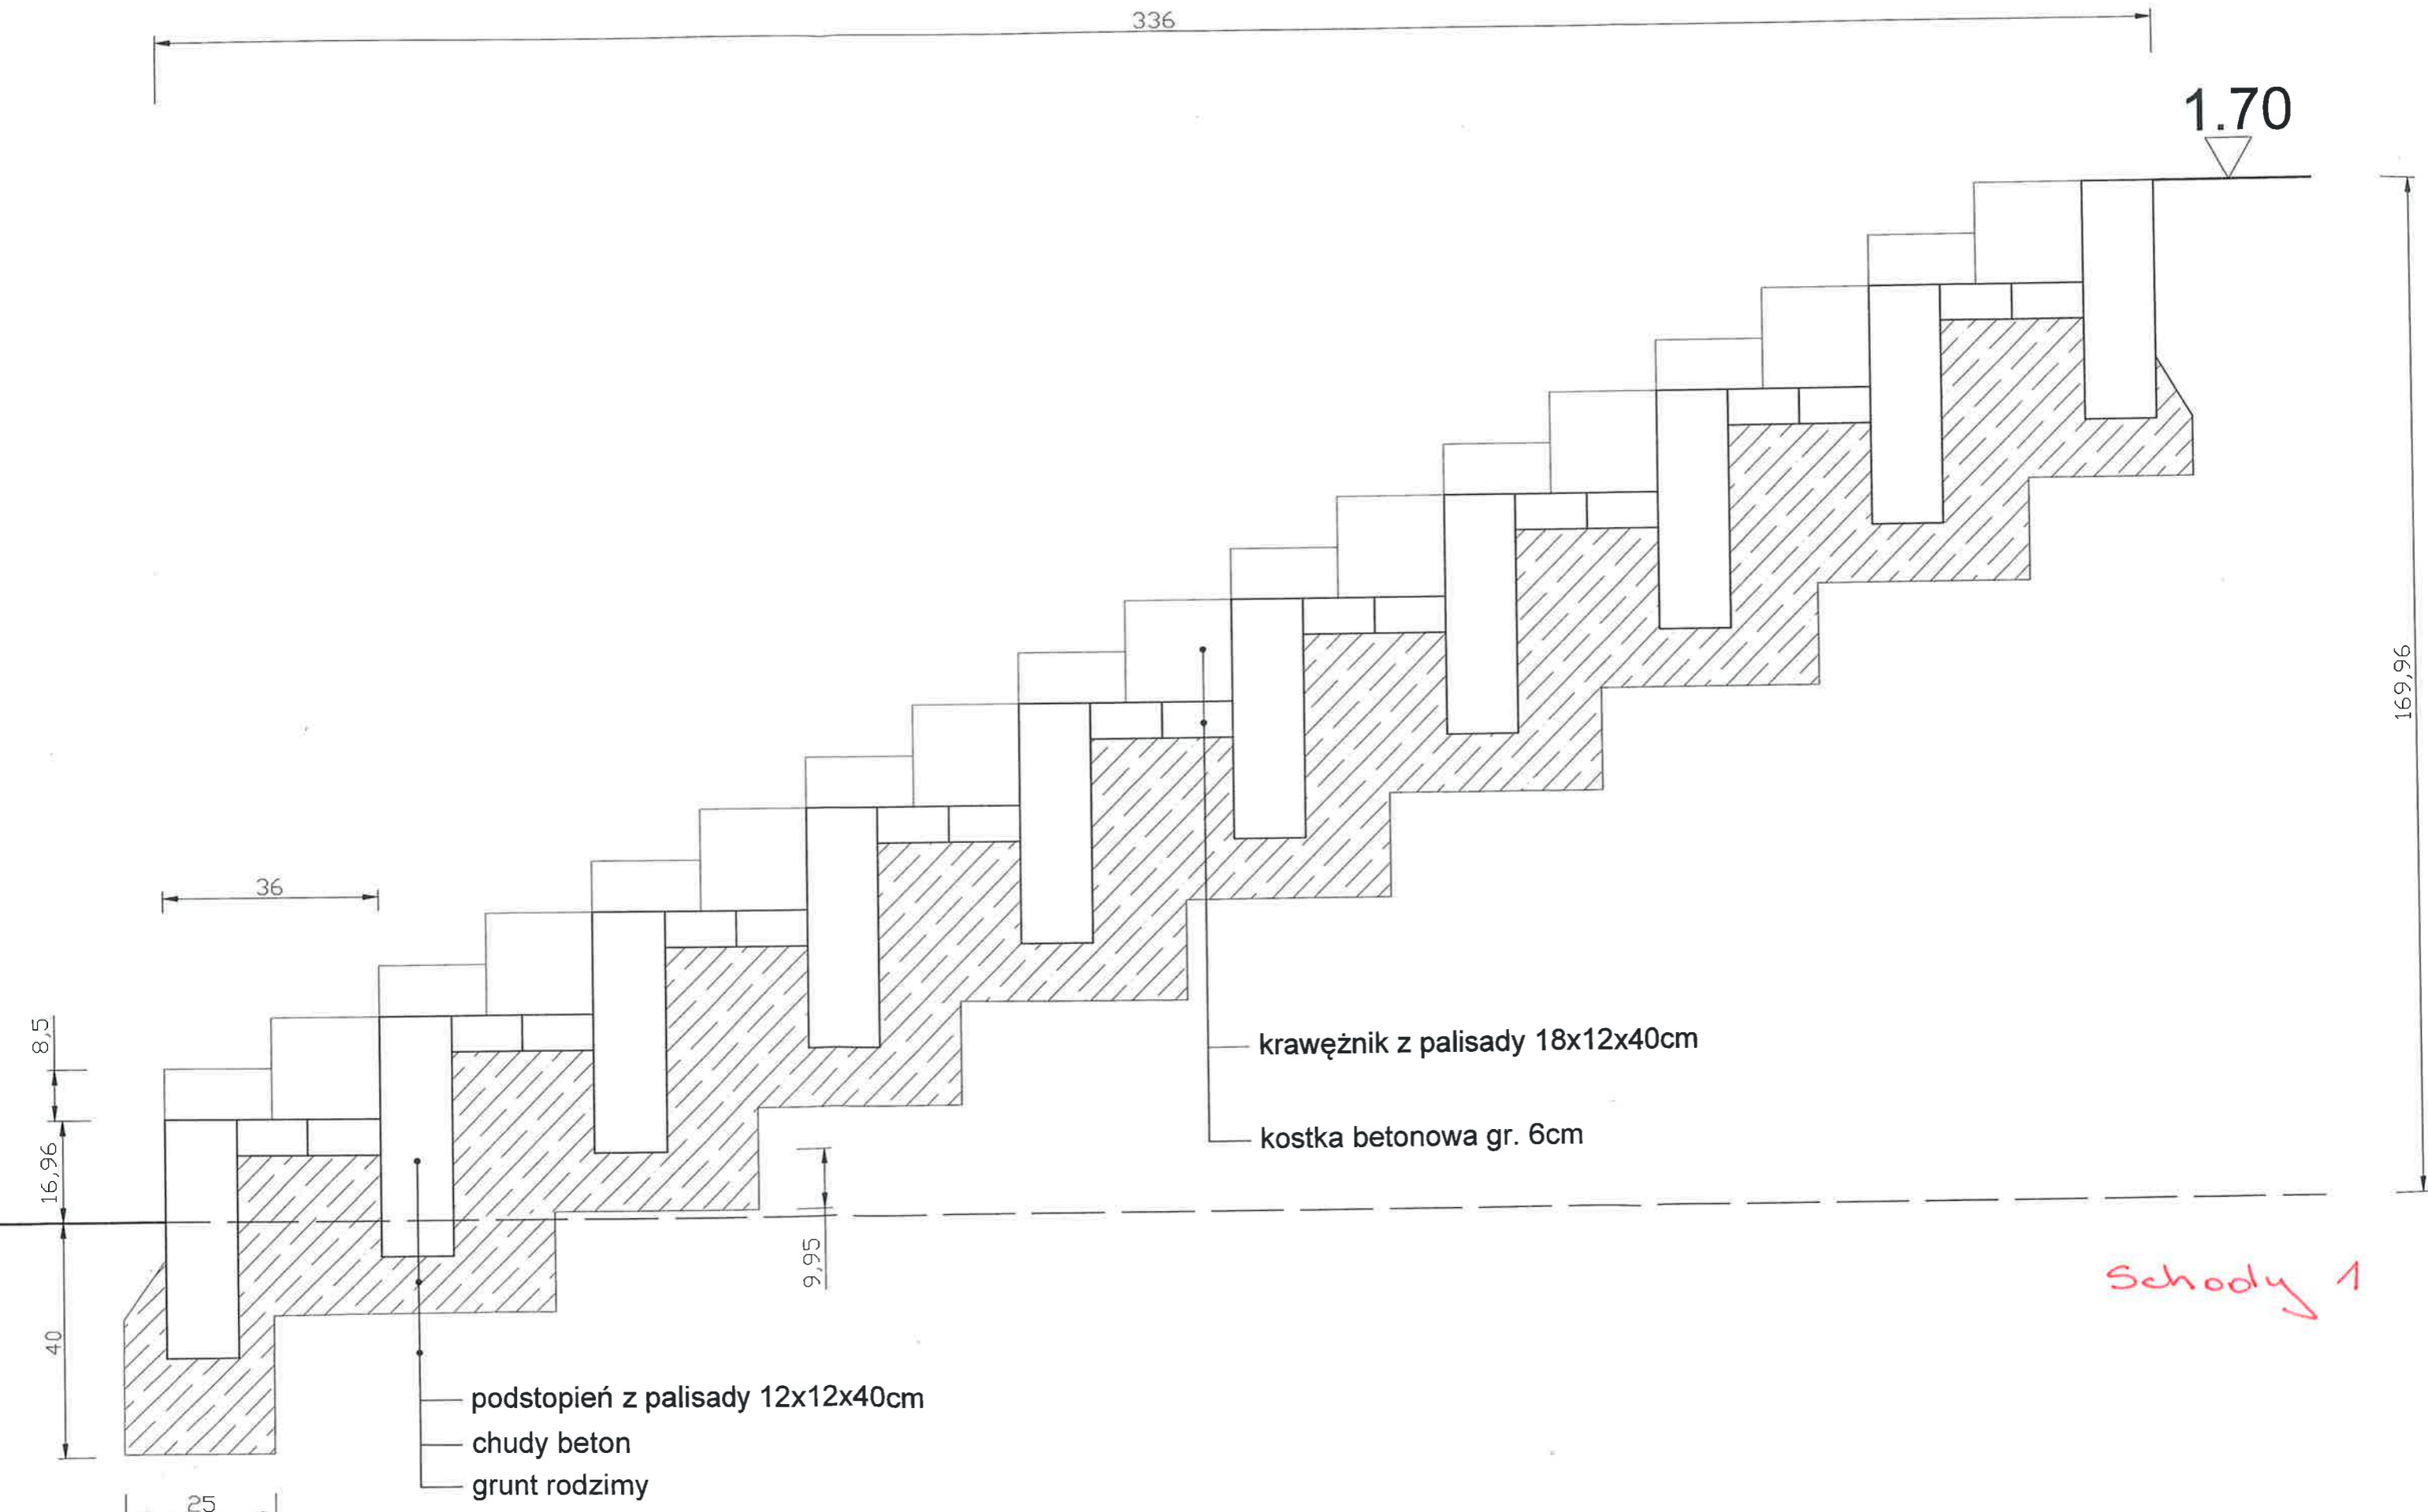 336
1.70
169,96
36
8,5
16,96
40
25
9,95
krawężnik z palisady 18x12x40cm
kostka betonowa gr. 6cm
podstopień z palisady 12x12x40cm
chudy beton
grunt rodzimy
Schody 1